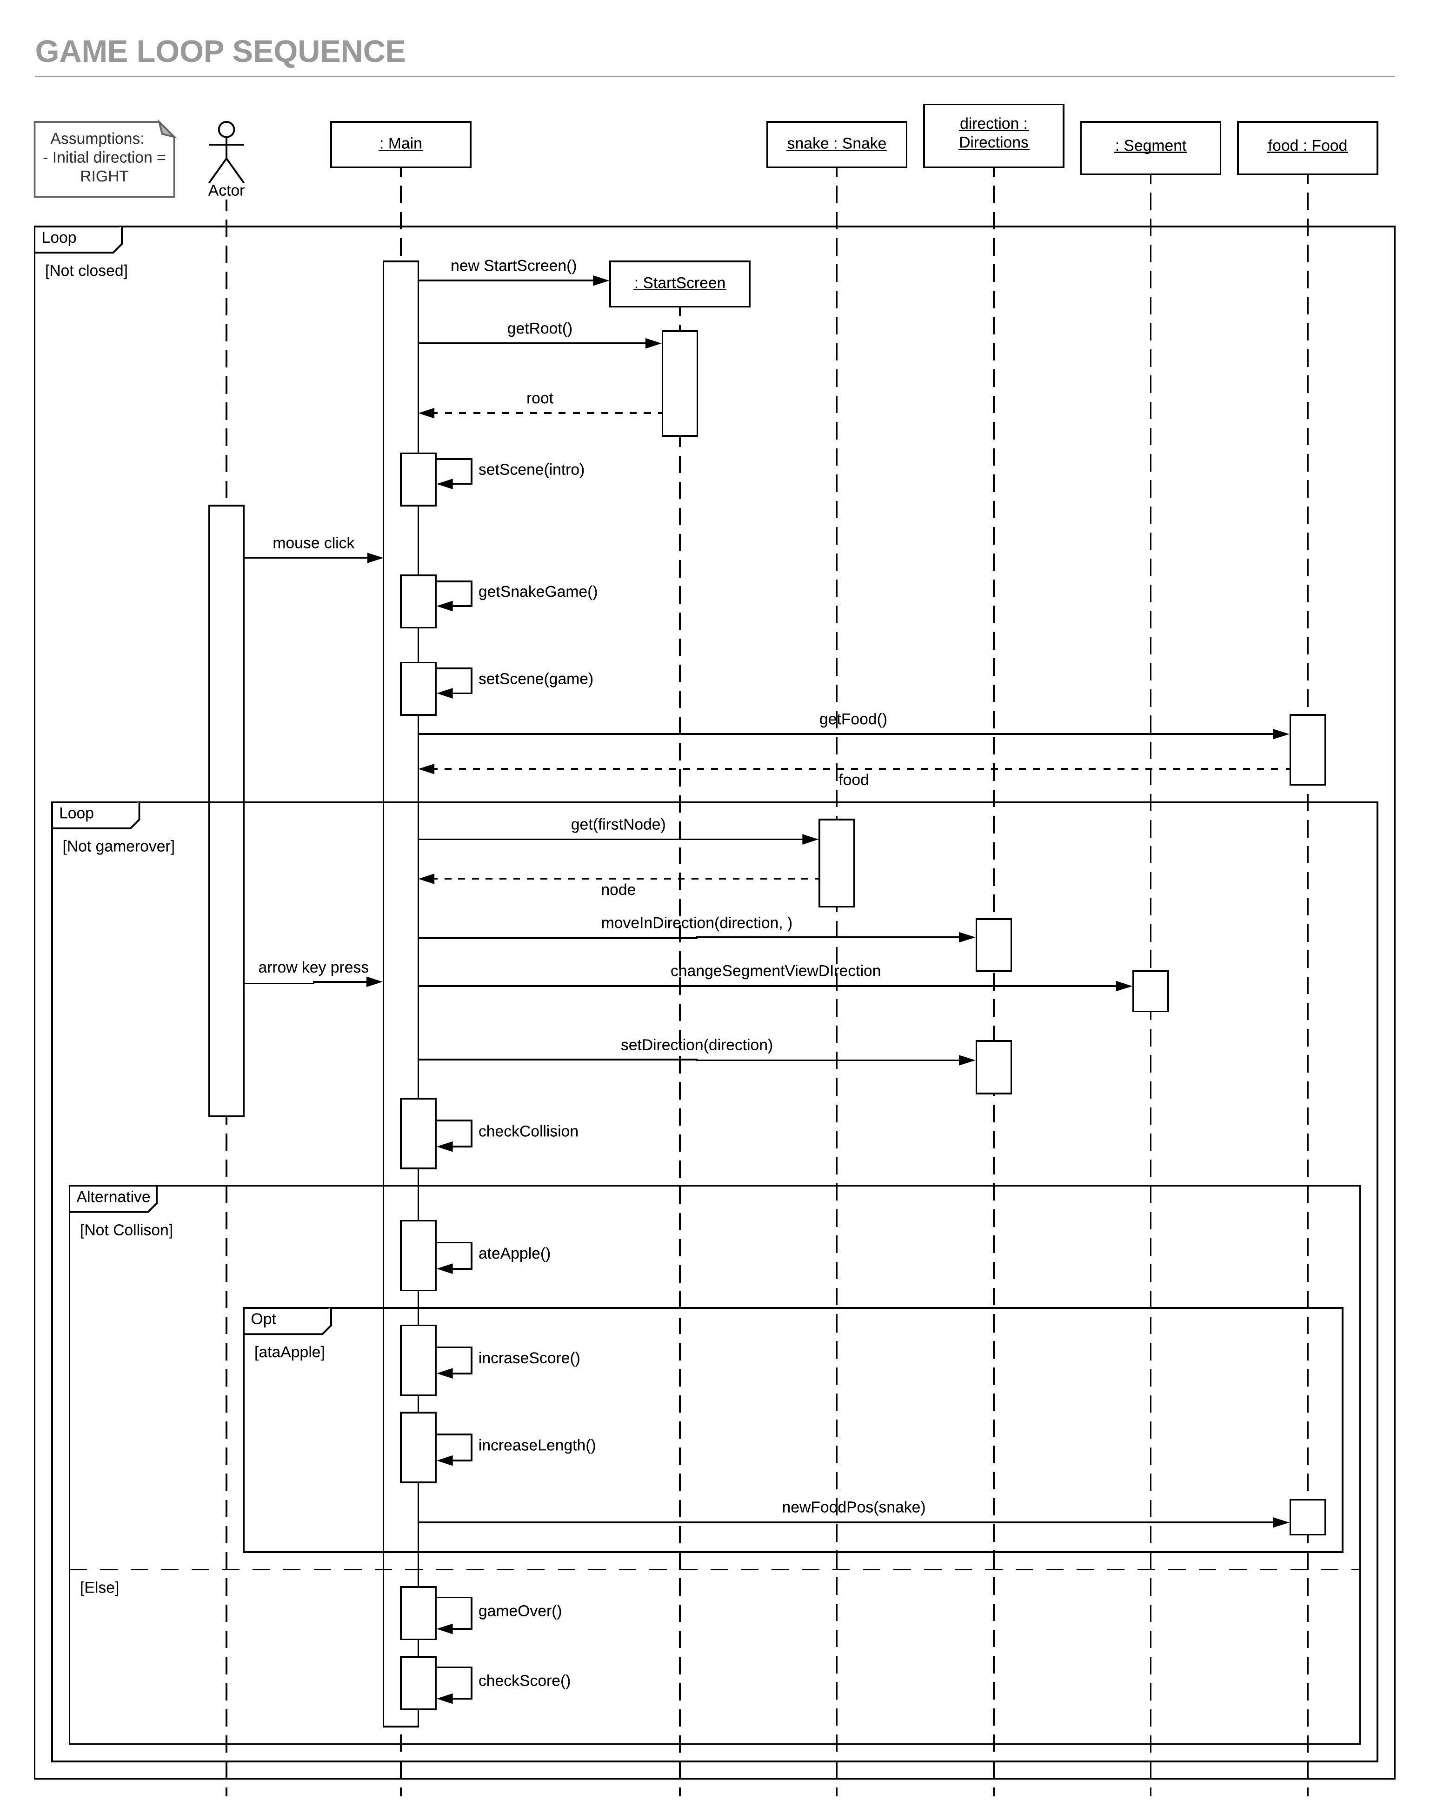 GAME LOOP SEQUENCE
Assumptions:
- Initial direction =
RIGHT
Actor
: Main
snake : Snake
direction :
Directions
: Segment
food : Food
Loop
[Not closed]
new StartScreen()
: StartScreen
getRoot()
root
setScene(intro)
mouse click
getSnakeGame()
setScene(game)
getFood()
food
Loop
[Not gamerover]
get(firstNode)
node
moveInDirection(direction, )
arrow key press
changeSegmentViewDIrection
setDirection(direction)
checkCollision
Alternative
[Not Collison]
ateApple()
Opt
[ataApple]
incraseScore()
increaseLength()
newFoodPos(snake)
[Else]
gameOver()
checkScore()